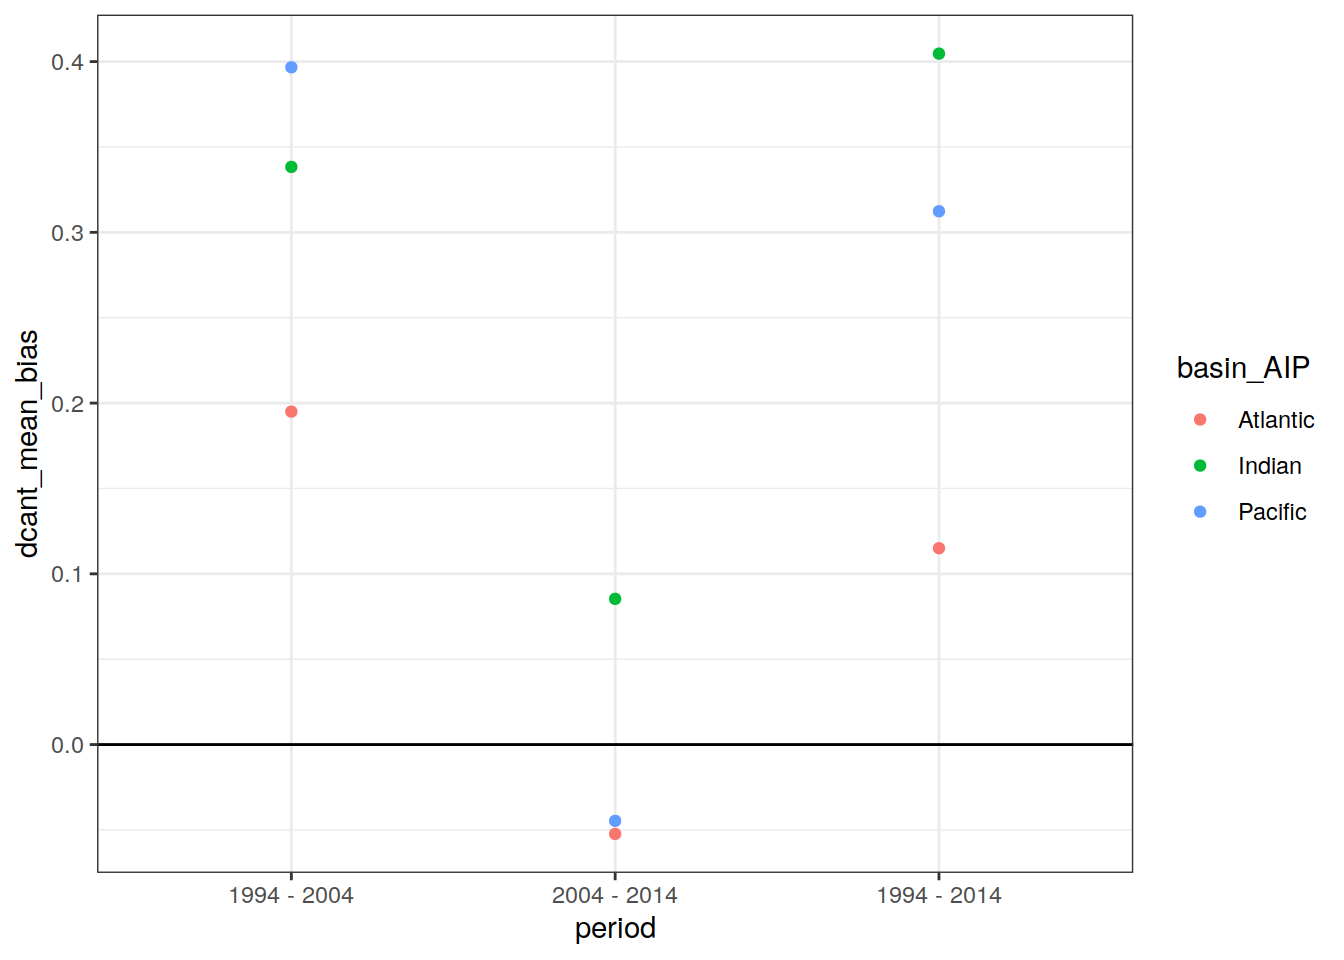 0.4
0.3
0.2
0.1
0.0
dcant_mean_bias
1994 - 2004
2004 - 2014
1994 - 2014
period
basin_AIP
Atlantic
Indian
Pacific